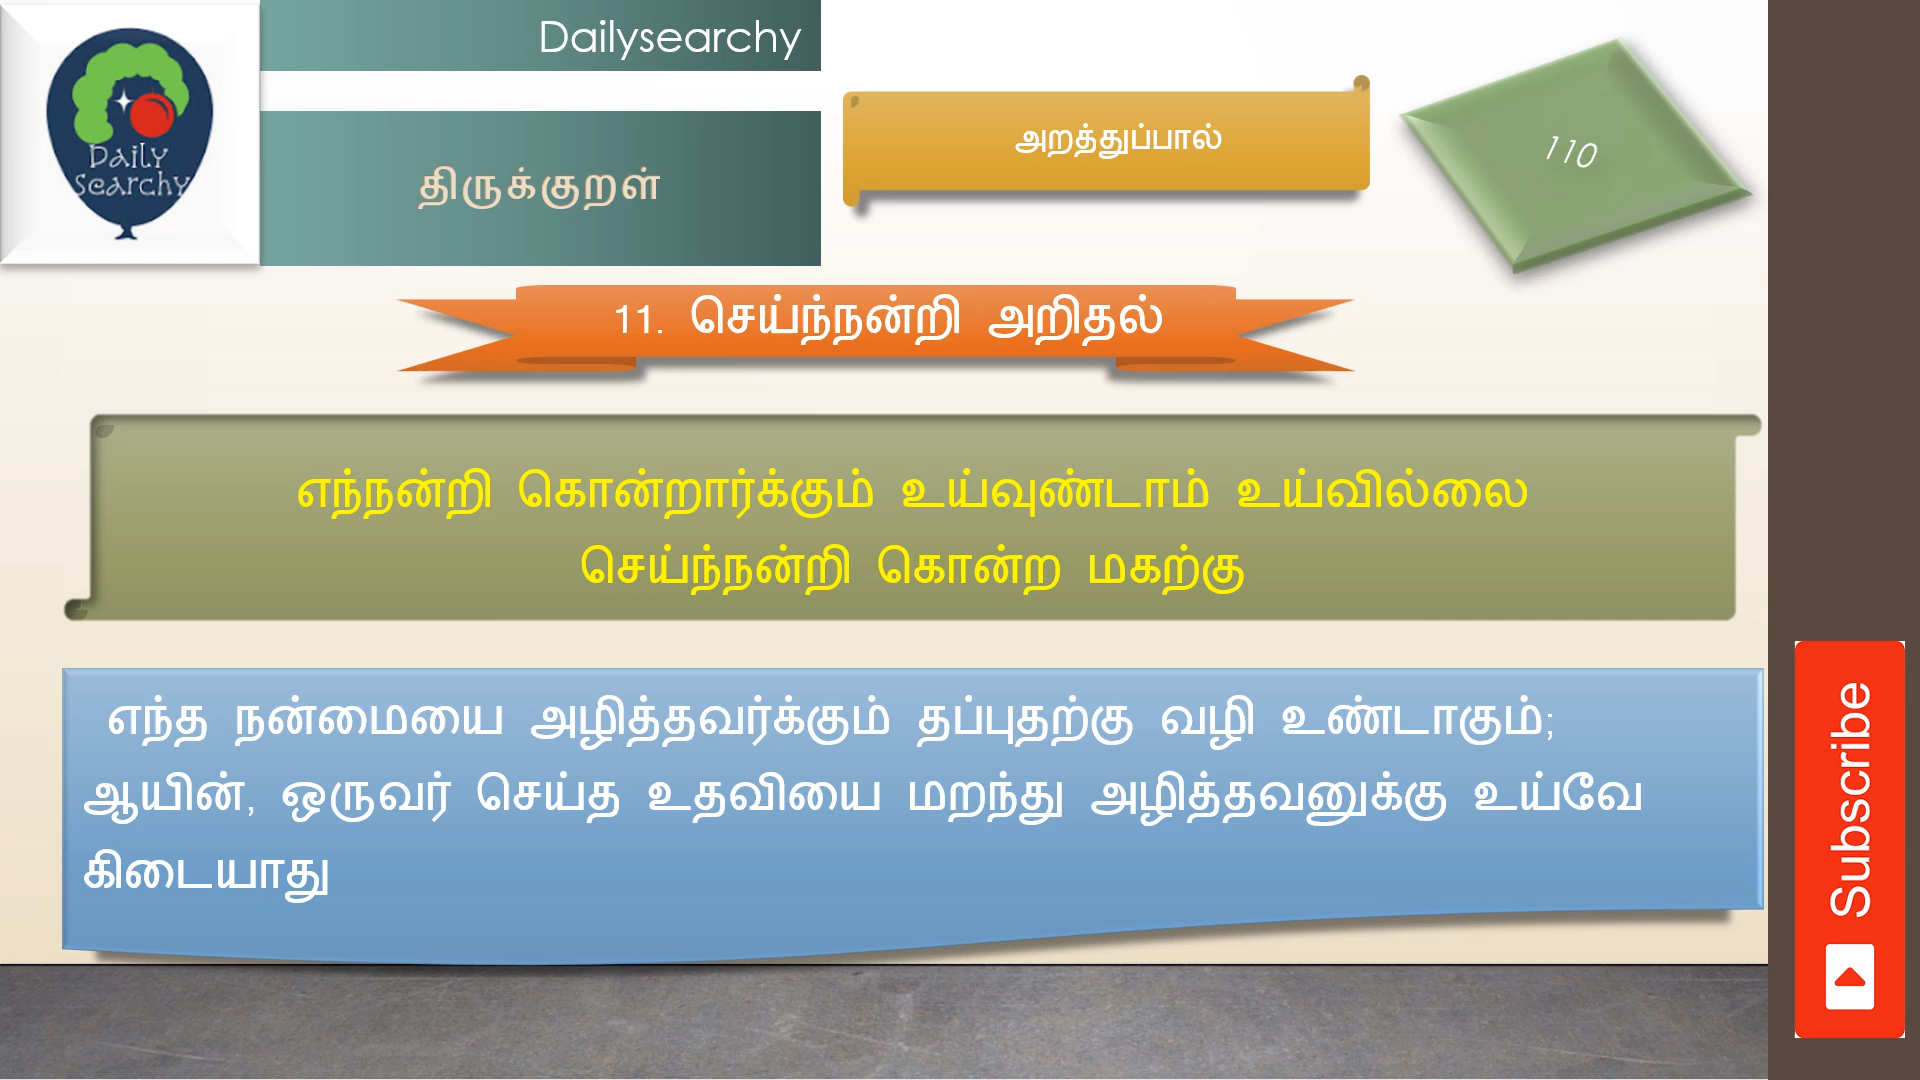 Dailysearchy
Daily
Searchy
திருக்குறள்
அறத்துப்பால்
110
11. செய்ந்நன்றி அறிதல்
எந்நன்றி கொன்றார்க்கும் உய்வுண்டாம் உய்வில்லை
செய்ந்நன்றி கொன்ற மகற்கு
எந்த நன்மையை அழித்தவர்க்கும் தப்புதற்கு வழி உண்டாகும்;
ஆயின், ஒருவர் செய்த உதவியை மறந்து அழித்தவனுக்கு உய்வே
கிடையாது
Subscribe